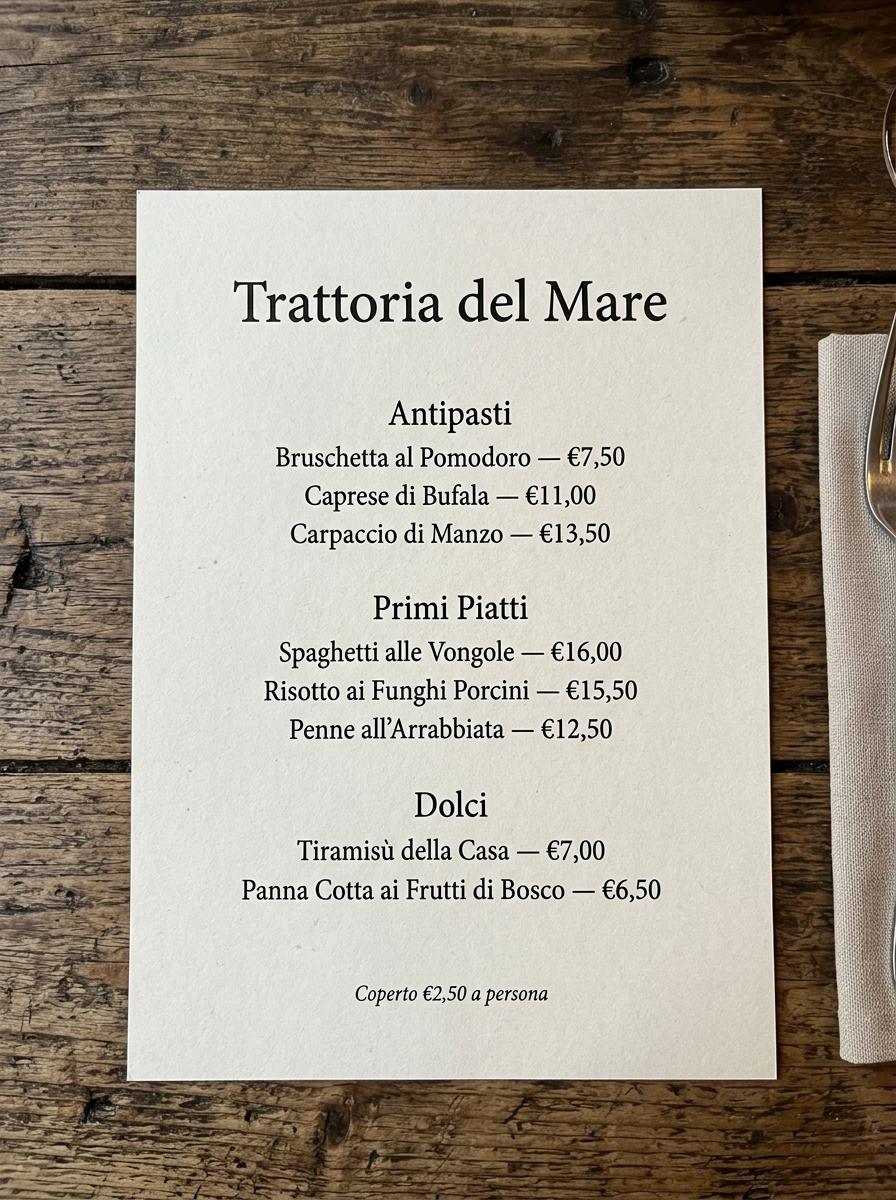 Trattoria del Mare
Antipasti
Bruschetta al Pomodoro — €7,50
Caprese di Bufala — €11,00
Carpaccio di Manzo — €13,50
Primi Piatti
Spaghetti alle Vongole — €16,00
Risotto ai Funghi Porcini — €15,50
Penne all’Arrabbiata — €12,50
Dolci
Tiramisù della Casa — €7,00
Panna Cotta ai Frutti di Bosco — €6,50
Coperto €2,50 a persona